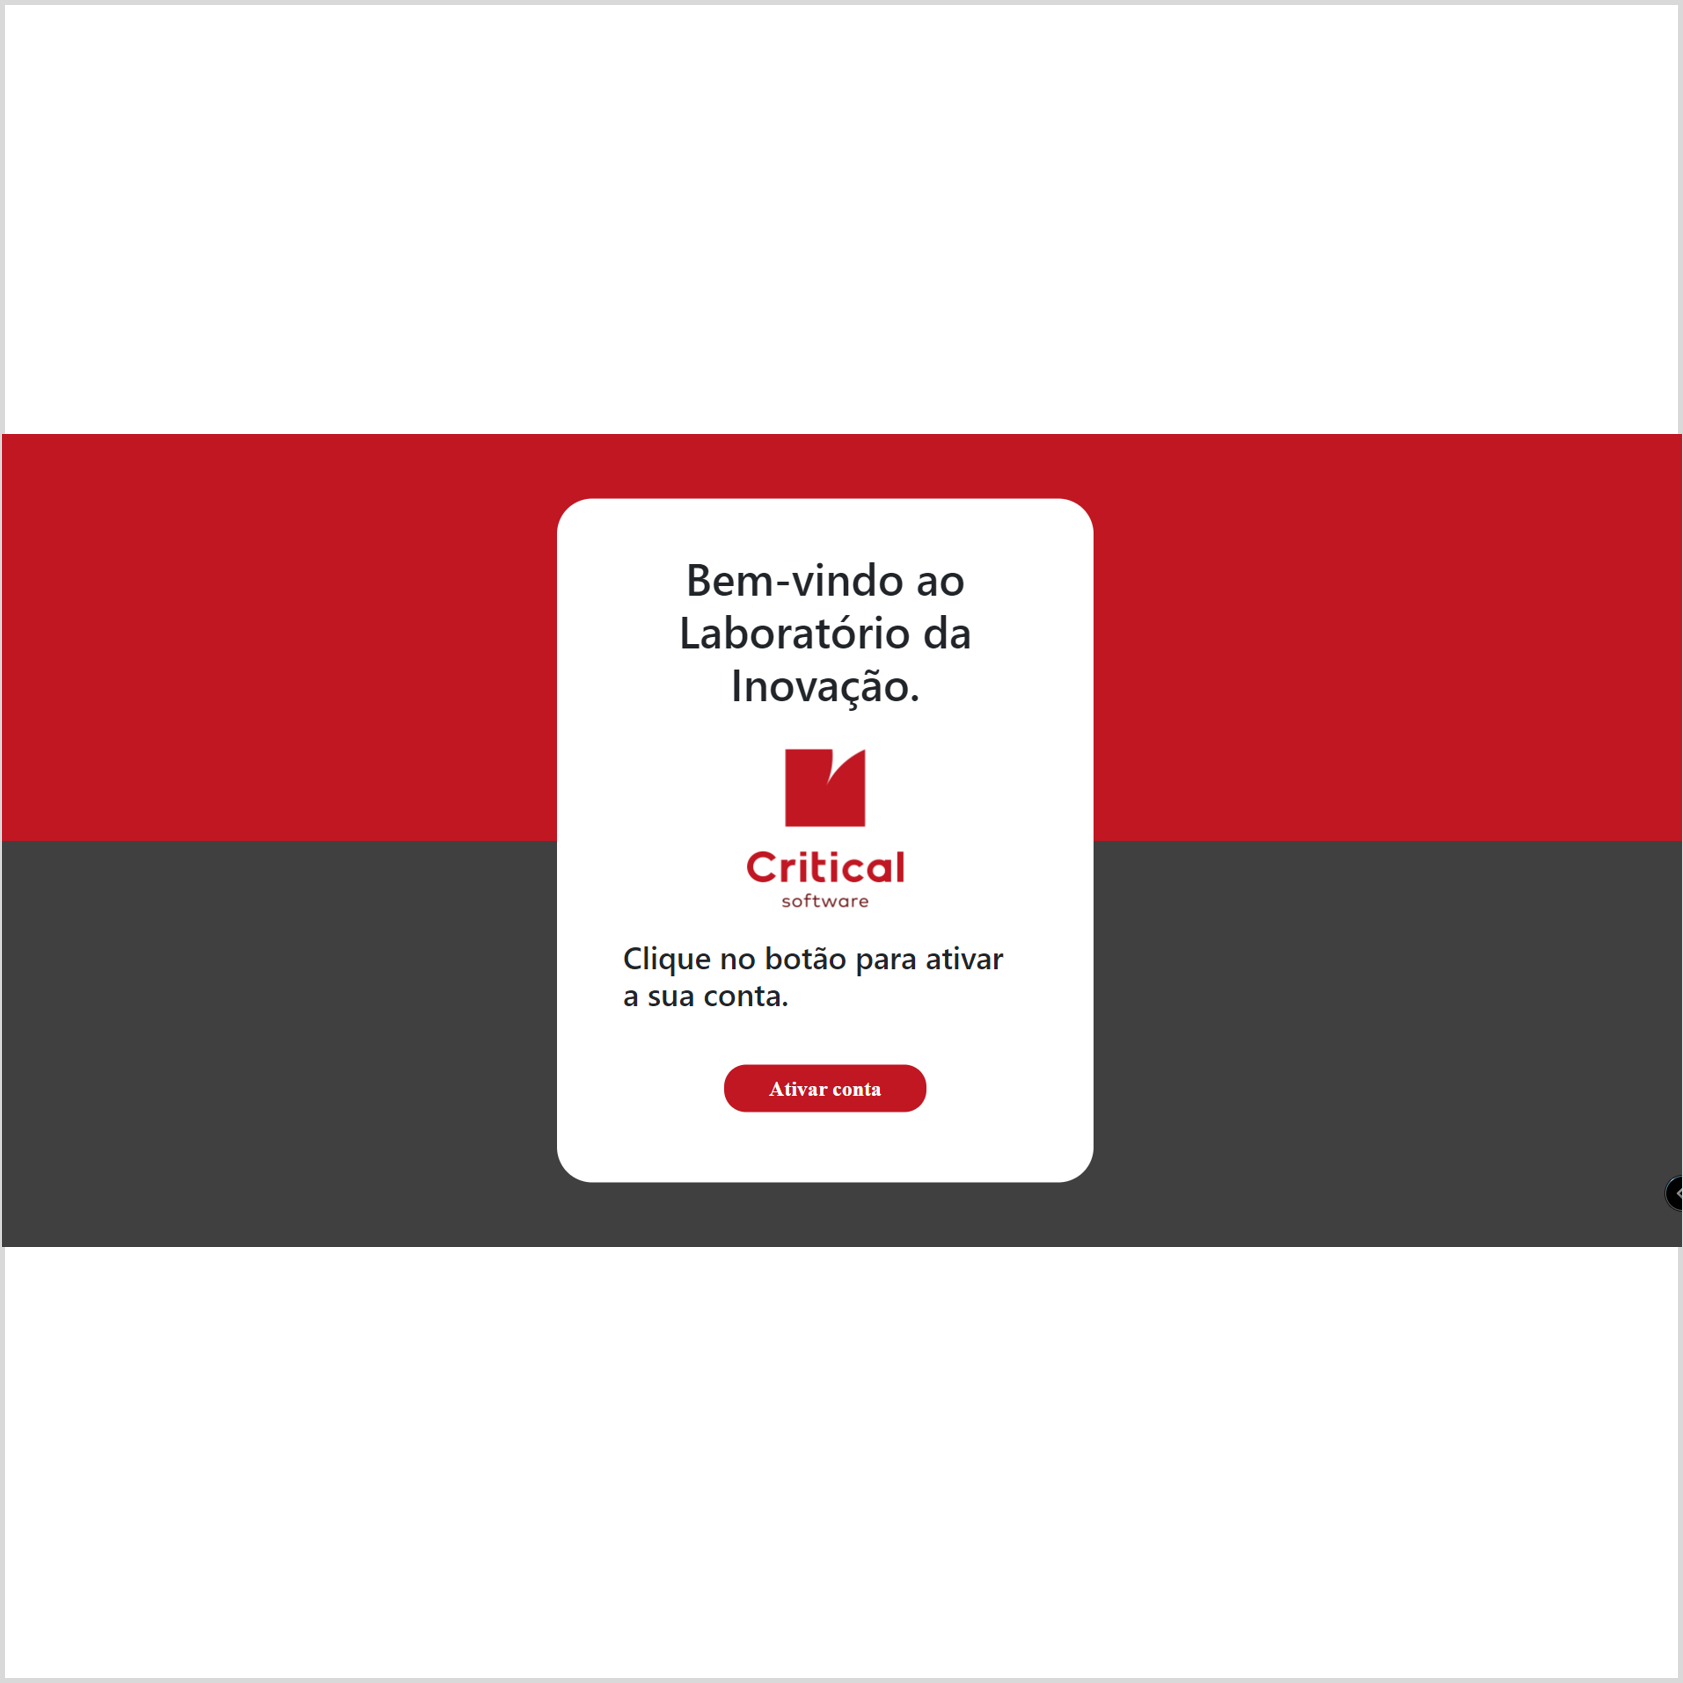 Bem-vindo ao
Laboratório da
Inovação.
Critical
software
Clique no botão para ativar
a sua conta.
Ativar conta